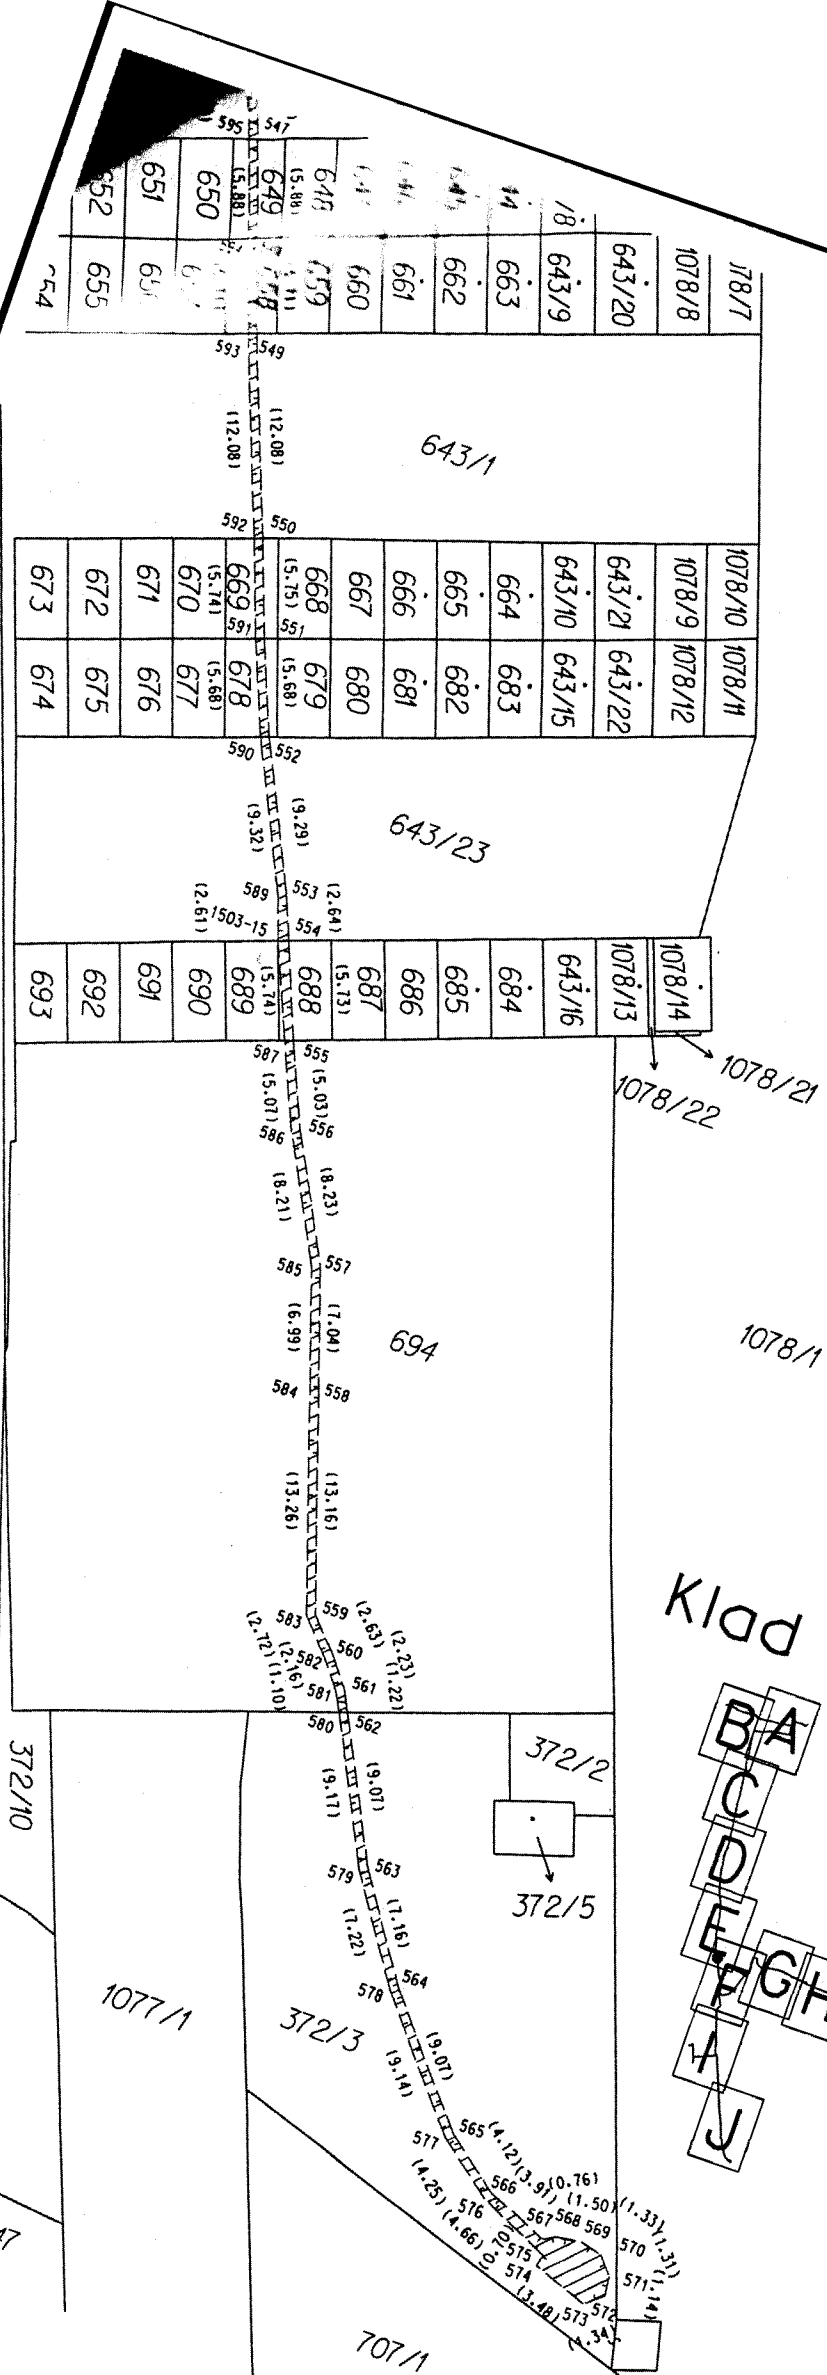 595 547
652 651 650 649 648 /8
(5.88) (5.88)
654 655 659 660 661 662 663 643/9 643/20 1078/8
593 549
(12.08) (12.08)
643/1
592 550
673 672 671 670 669 668 667 666 665 664 643/10 643/21 1078/9 1078/10
(5.74) (5.75)
591 551
674 675 676 677 678 679 680 681 682 683 643/15 643/22 1078/12 1078/11
(5.68) (5.68)
590 552
(9.32) (9.29)
643/23
589 553
(2.61) (2.64)
1503-15 554
693 692 691 690 689 688 687 686 685 684 643/16 1078/13 1078/14
(5.74) (5.73)
587 555
1078/21
1078/22
(5.07) (5.03)
586 556
(8.21) (8.23)
585 557
(6.99) (7.04)
694
1078/1
584 558
(13.26) (13.16)
Klad
583 559
(2.72) (2.63)
582 560
(2.16) (2.23)
581 561
(1.10) (1.22)
580 562
372/10
372/2
B A
C
D
E
F G H
I
J
(9.17) (9.07)
579 563
372/5
(7.22) (7.16)
578 564
1077/1
372/3
(9.14) (9.07)
577 565
(4.12) (3.91) (0.76)
(1.50) (1.33) (1.31) (1.14)
566 567 568 569 570 571
(4.25) (4.66) (0.70)
576 575 574 573 572
(3.48)
47
707/1